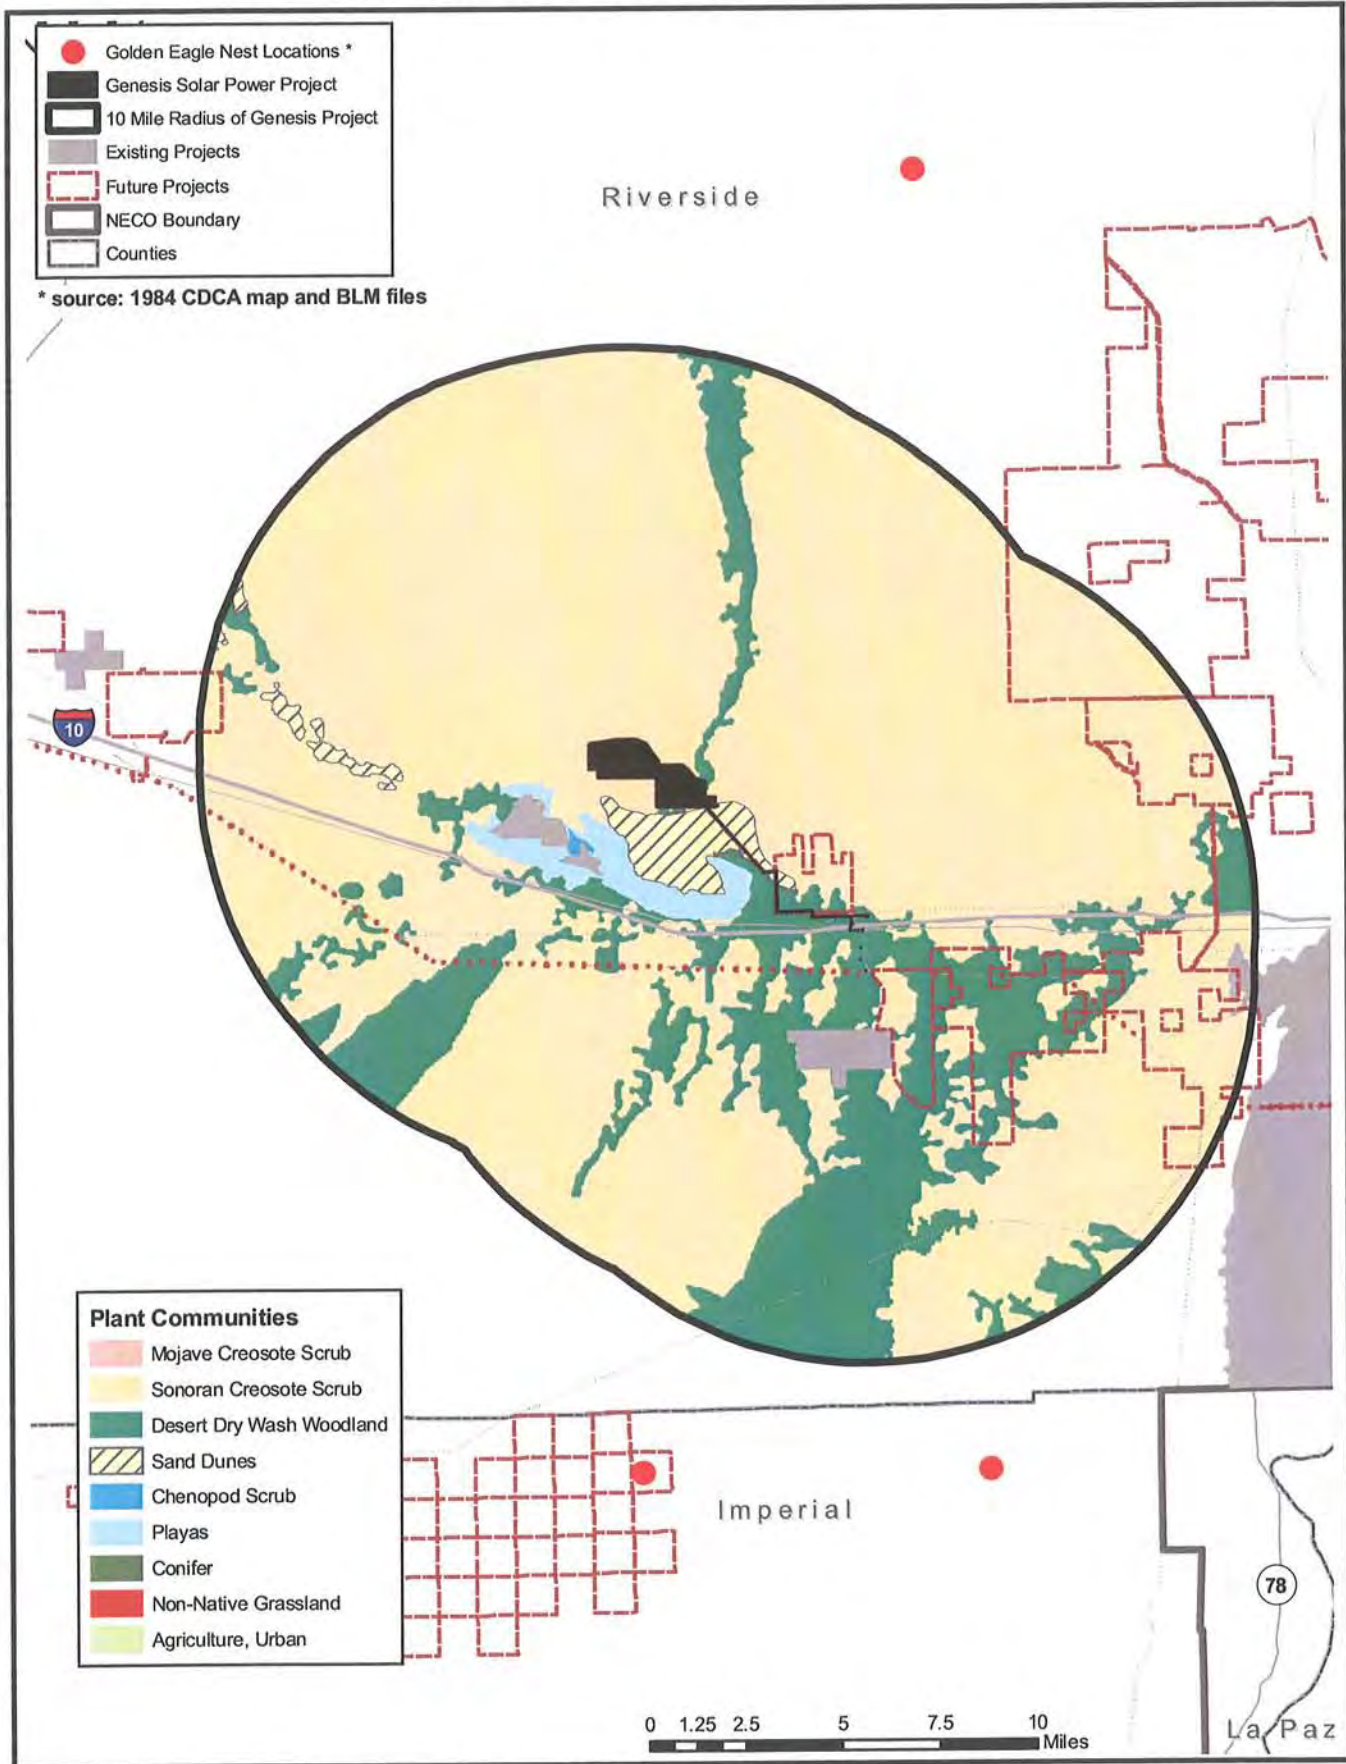 Golden Eagle Nest Locations *
Genesis Solar Power Project
10 Mile Radius of Genesis Project
Existing Projects
Future Projects
NECO Boundary
Counties
* source: 1984 CDCA map and BLM files
Riverside
10
Plant Communities
Mojave Creosote Scrub
Sonoran Creosote Scrub
Desert Dry Wash Woodland
Sand Dunes
Chenopod Scrub
Playas
Conifer
Non-Native Grassland
Agriculture, Urban
Imperial
78
0 1.25 2.5 5 7.5 10
Miles
La Paz